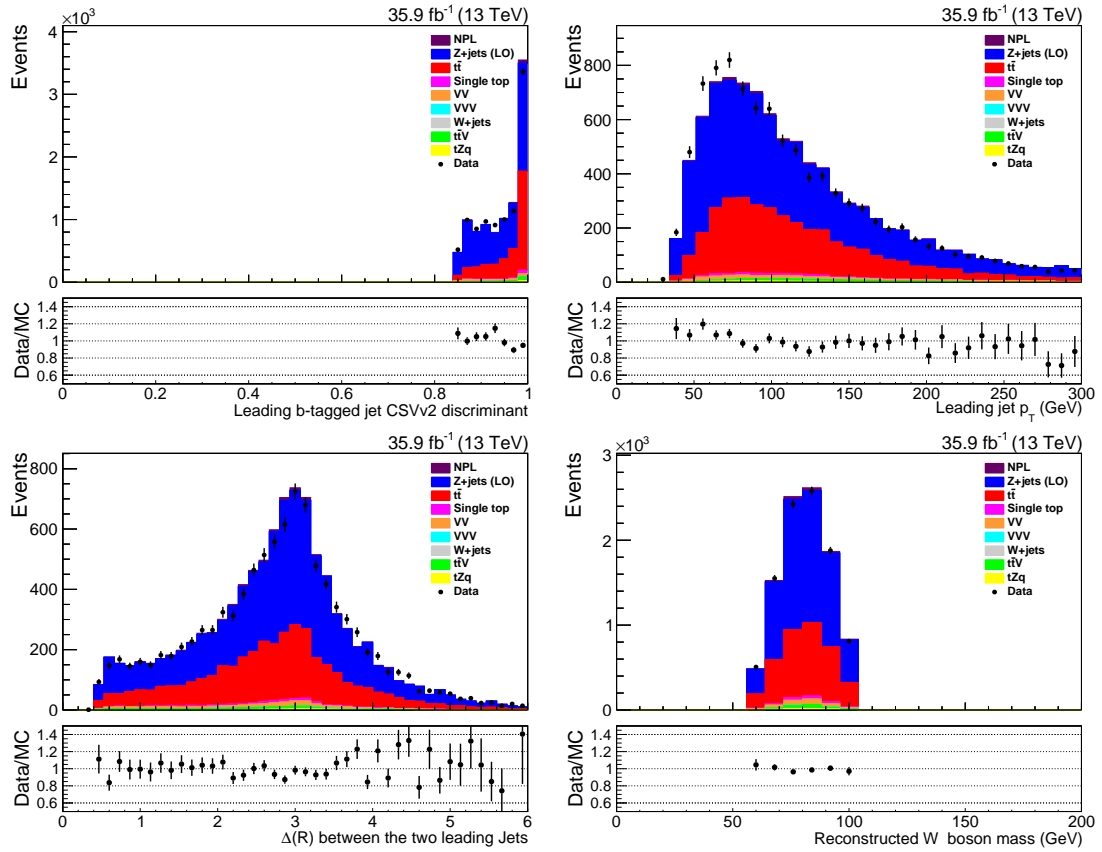 ×10³
35.9 fb⁻¹ (13 TeV)
Events
4
3
2
1
0
NPL
Z+jets (LO)
tt̄
Single top
VV
VVV
W+jets
tt̄V
tZq
Data
Data/MC
1.4
1.2
1
0.8
0.6
0 0.2 0.4 0.6 0.8 1
Leading b-tagged jet CSVv2 discriminant
35.9 fb⁻¹ (13 TeV)
Events
800
600
400
200
0
NPL
Z+jets (LO)
tt̄
Single top
VV
VVV
W+jets
tt̄V
tZq
Data
Data/MC
1.4
1.2
1
0.8
0.6
0 50 100 150 200 250 300
Leading jet p_T (GeV)
35.9 fb⁻¹ (13 TeV)
Events
800
600
400
200
0
NPL
Z+jets (LO)
tt̄
Single top
VV
VVV
W+jets
tt̄V
tZq
Data
Data/MC
1.4
1.2
1
0.8
0.6
0 1 2 3 4 5 6
Δ(R) between the two leading Jets
×10³
35.9 fb⁻¹ (13 TeV)
Events
3
2
1
0
NPL
Z+jets (LO)
tt̄
Single top
VV
VVV
W+jets
tt̄V
tZq
Data
Data/MC
1.4
1.2
1
0.8
0.6
0 50 100 150 200
Reconstructed W boson mass (GeV)